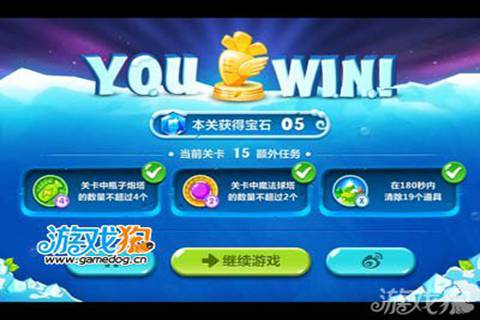 YOU WIN!
本关获得宝石 05
当前关卡 15 额外任务
关卡中瓶子炮塔
的数量不超过4个
关卡中魔法球塔
的数量不超过2个
在180秒内
清除19个道具
4
2
X
游戏狗
www.gamedog.cn
继续游戏
游戏狗